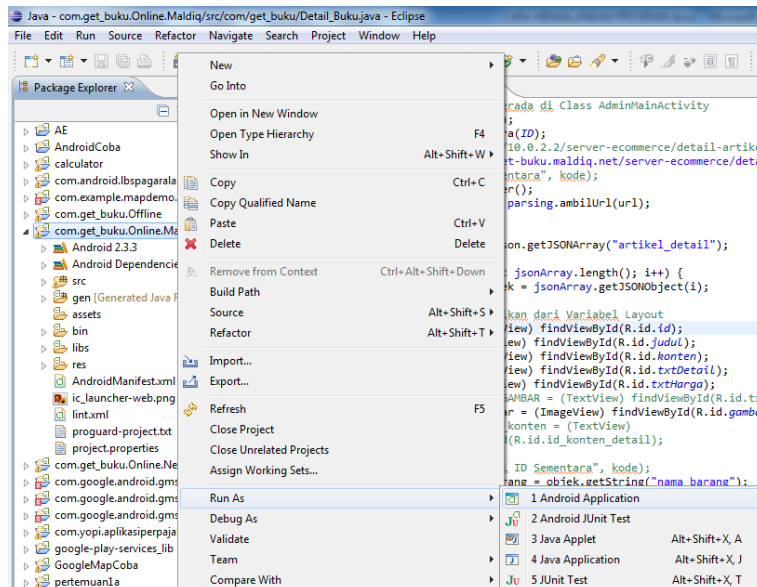 Java - com.get_buku.Online.Maldiq/src/com/get_buku/Detail_Buku.java - Eclipse
File Edit Run Source Refactor Navigate Search Project Window Help
Package Explorer
AE
AndroidCoba
calculator
com.android.lbspagarala
com.example.mapdemo.
com.get_buku.Offline
com.get_buku.Online.Ma
Android 2.3.3
Android Dependencie
src
gen [Generated Java F
assets
bin
libs
res
AndroidManifest.xml
ic_launcher-web.png
lint.xml
proguard-project.txt
project.properties
com.get_buku.Online.Ne
com.google.android.gms
com.google.android.gms
com.google.android.gms
com.yopi.aplikasiperpaja
google-play-services_lib
GoogleMapCoba
pertemuan1a
New
Go Into
Open in New Window
Open Type Hierarchy F4
Show In Alt+Shift+W
Copy Ctrl+C
Copy Qualified Name
Paste Ctrl+V
Delete Delete
Remove from Context Ctrl+Alt+Shift+Down
Build Path
Source Alt+Shift+S
Refactor Alt+Shift+T
Import...
Export...
Refresh F5
Close Project
Close Unrelated Projects
Assign Working Sets...
Run As
Debug As
Validate
Team
Compare With
1 Android Application
2 Android JUnit Test
3 Java Applet Alt+Shift+X, A
4 Java Application Alt+Shift+X, J
5 JUnit Test Alt+Shift+X, T
erada di Class AdminMainActivity
;
ra(ID);
/10.0.2.2/server-ecommerce/detail-artike
et-buku.maldiq.net/server-ecommerce/deta
entara", kode);
er();
parsing.ambilUrl(url);
son.getJSONArray("artikel_detail");
jsonArray.length(); i++) {
ek = jsonArray.getJSONObject(i);
kan dari Variabel Layout
View) findViewById(R.id.id);
iew) findViewById(R.id.judul);
View) findViewById(R.id.konten);
iew) findViewById(R.id.txtDetail);
iew) findViewById(R.id.txtHarga);
GAMBAR = (TextView) findViewById(R.id.tx
ar = (ImageView) findViewById(R.id.gamba
konten = (TextView)
d(R.id.id_konten_detail);
ID Sementara", kode);
rang = objek.getString("nama_barang");